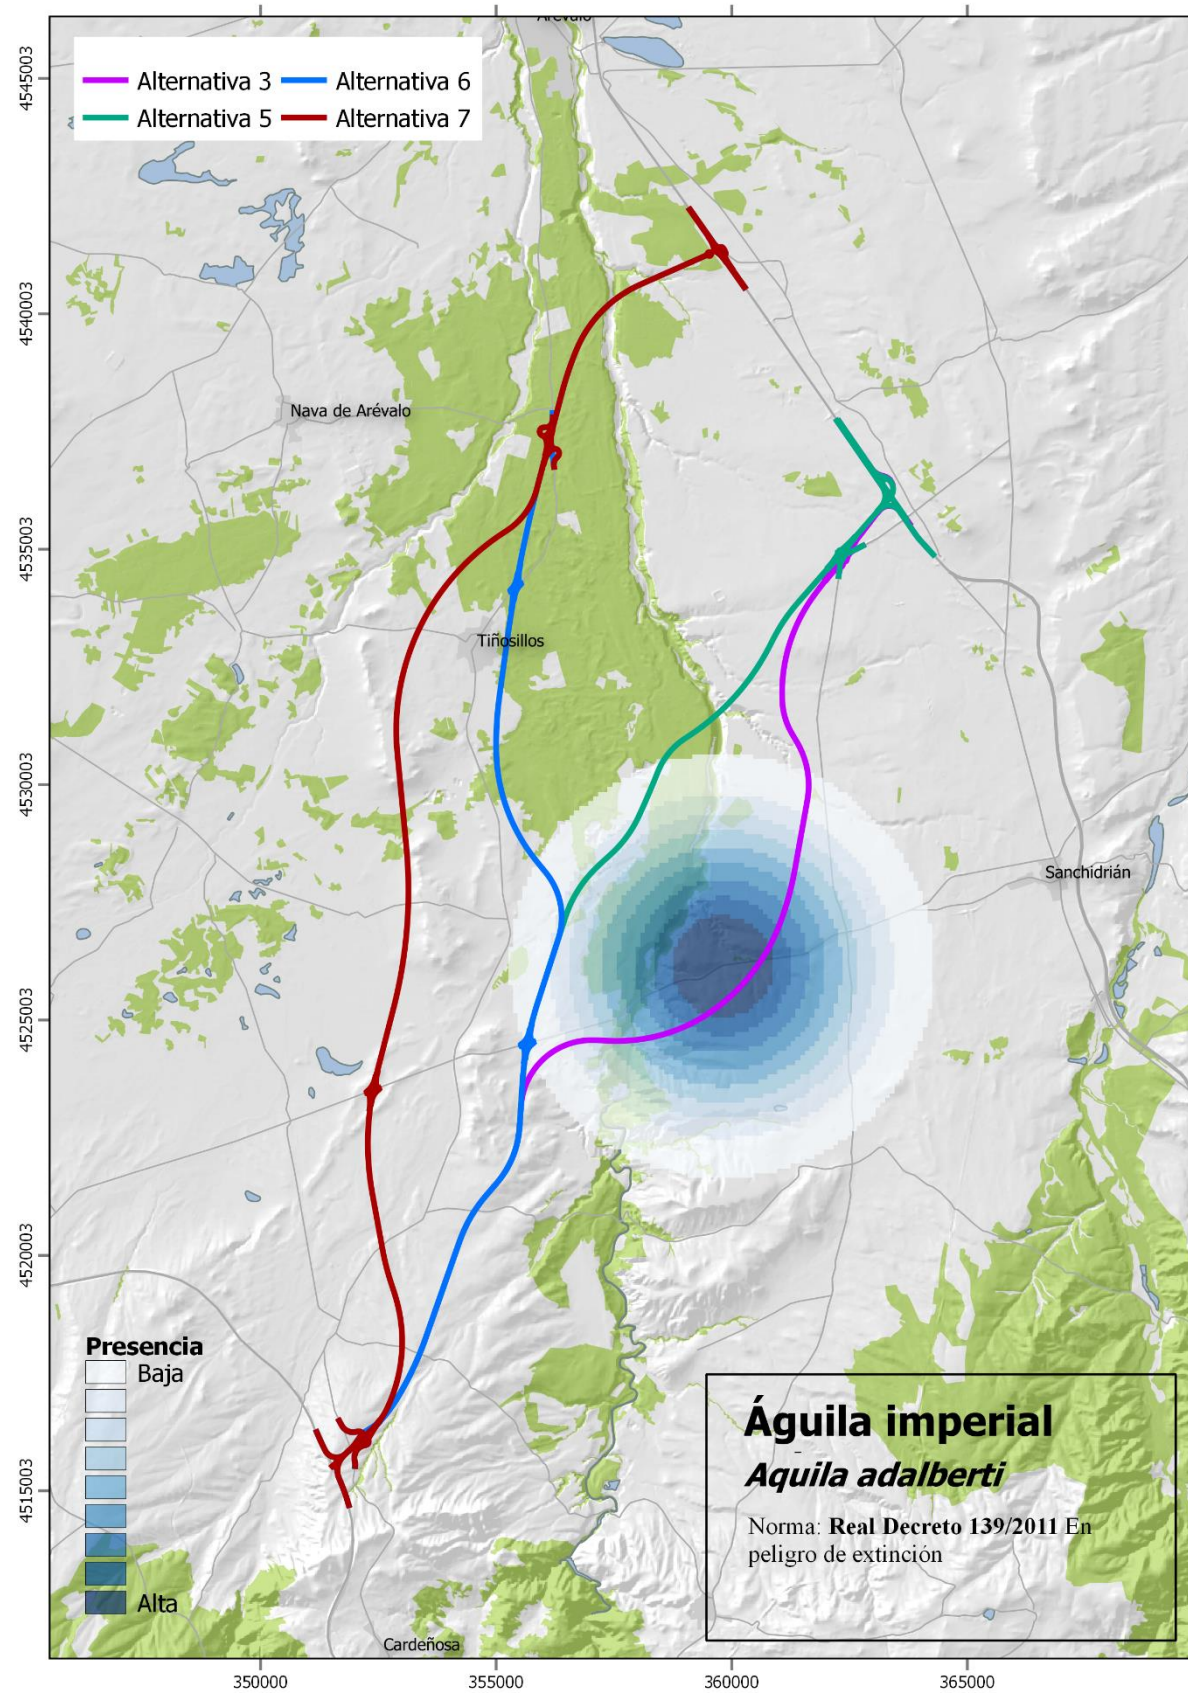 Arévalo
Alternativa 3
Alternativa 6
Alternativa 5
Alternativa 7
4545003
4540003
4535003
4530003
4525003
4520003
4515003
Nava de Arévalo
Tiñosillos
Sanchidrián
Cardeñosa
Presencia
Baja
Alta
Águila imperial
Aquila adalberti
Norma: Real Decreto 139/2011 En
peligro de extinción
350000
355000
360000
365000